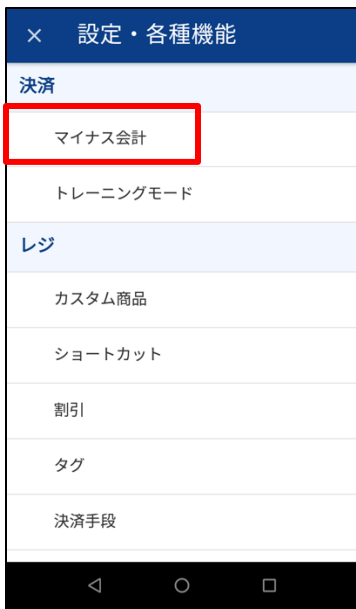 × 設定・各種機能
決済
マイナス会計
トレーニングモード
レジ
カスタム商品
ショートカット
割引
タグ
決済手段